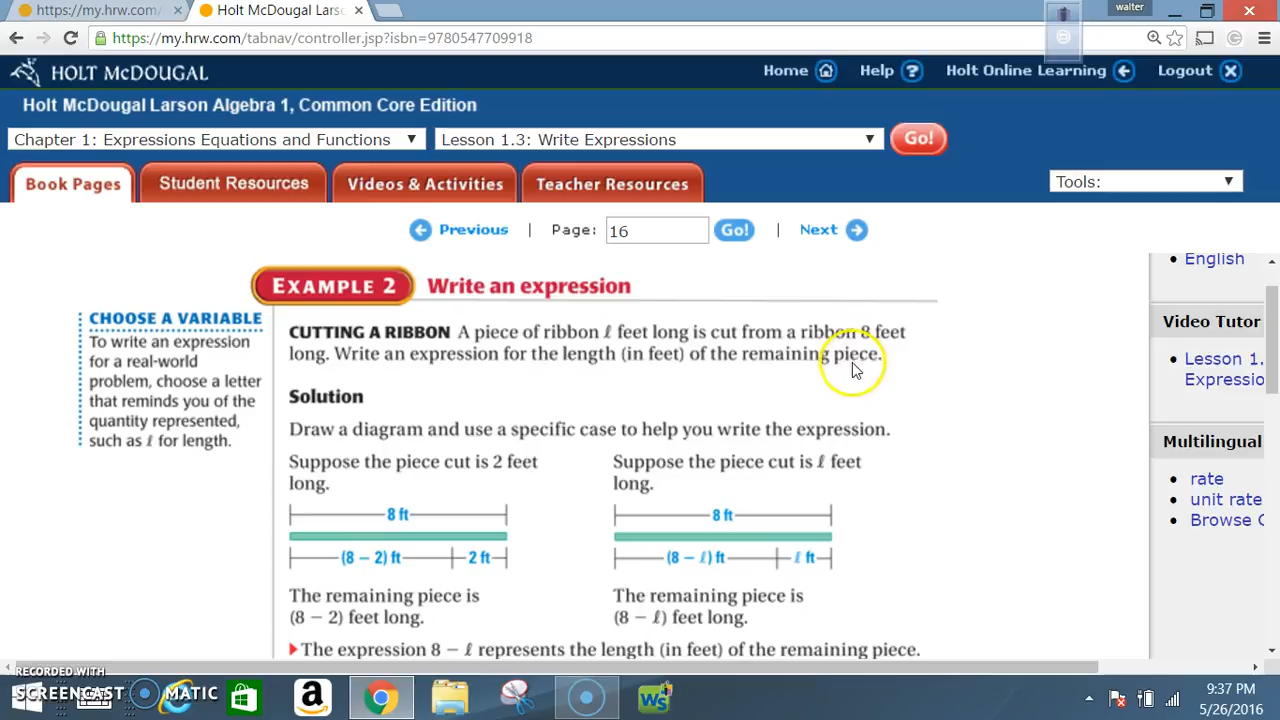 https://my.hrw.com/tabnav/ ×
Holt McDougal Lars ×
walter
https://my.hrw.com/tabnav/controller.jsp?isbn=9780547709918
HOLT MCDOUGAL
Home Help ? Holt Online Learning Logout X
Holt McDougal Larson Algebra 1, Common Core Edition
Chapter 1: Expressions Equations and Functions Lesson 1.3: Write Expressions Go!
Book Pages Student Resources Videos & Activities Teacher Resources Tools:
Previous | Page: 16 Go! | Next
English
EXAMPLE 2 Write an expression
CHOOSE A VARIABLE
To write an expression
for a real-world
problem, choose a letter
that reminds you of the
quantity represented,
such as ℓ for length.
CUTTING A RIBBON A piece of ribbon ℓ feet long is cut from a ribbon 8 feet
long. Write an expression for the length (in feet) of the remaining piece.
Solution
Draw a diagram and use a specific case to help you write the expression.
Suppose the piece cut is 2 feet
long.
8 ft
(8 − 2) ft 2 ft
The remaining piece is
(8 − 2) feet long.
Suppose the piece cut is ℓ feet
long.
8 ft
(8 − ℓ) ft ℓ ft
The remaining piece is
(8 − ℓ) feet long.
The expression 8 − ℓ represents the length (in feet) of the remaining piece.
Video Tutor
Lesson 1.
Expressio
Multilingual
rate
unit rate
Browse
RECORDED WITH
SCREENCAST MATIC
a
WS
9:37 PM
5/26/2016